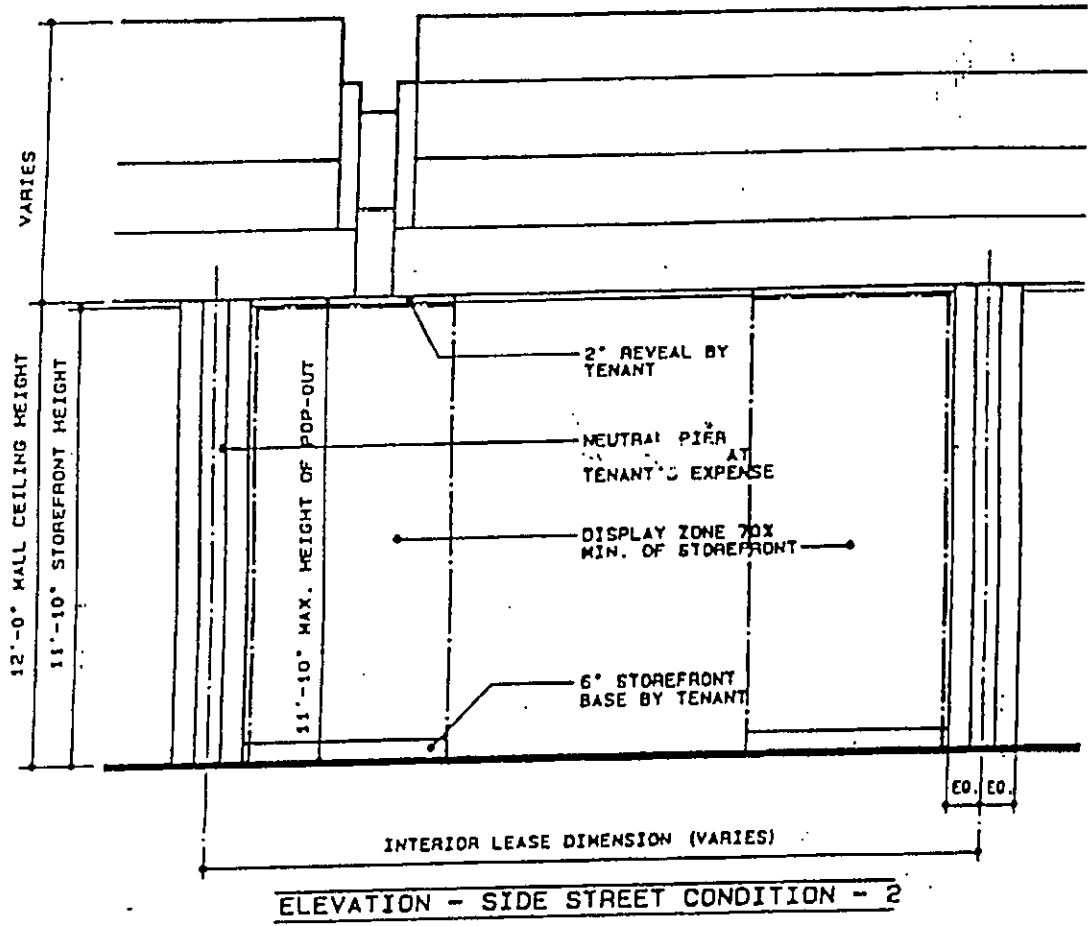 VARIES
12'-0" MALL CEILING HEIGHT
11'-10" STOREFRONT HEIGHT
11'-10" MAX. HEIGHT OF POP-OUT
2" REVEAL BY
TENANT
NEUTRAL PIER
AT
TENANT'S EXPENSE
DISPLAY ZONE 70%
MIN. OF STOREFRONT
6" STOREFRONT
BASE BY TENANT
EQ. EQ.
INTERIOR LEASE DIMENSION (VARIES)
ELEVATION - SIDE STREET CONDITION - 2